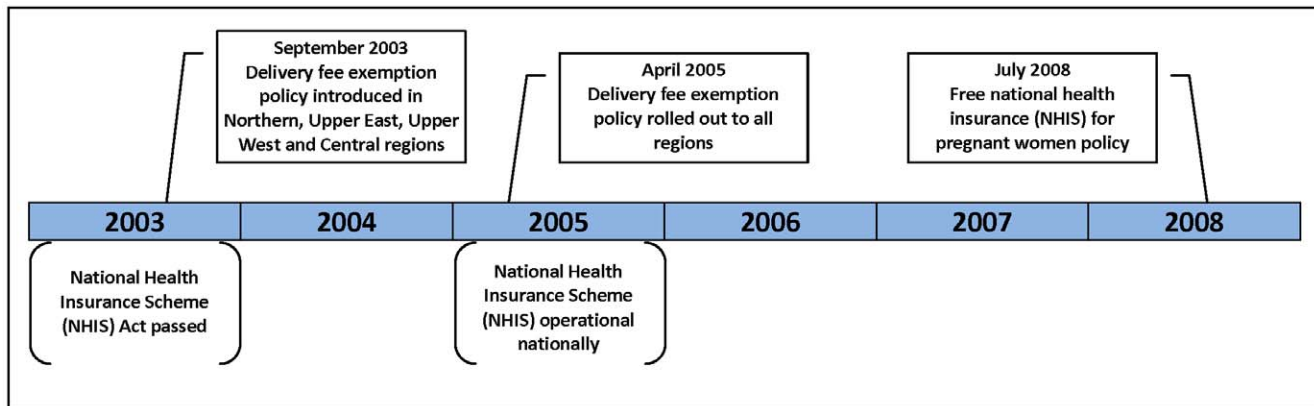 September 2003
Delivery fee exemption
policy introduced in
Northern, Upper East, Upper
West and Central regions
April 2005
Delivery fee exemption
policy rolled out to all
regions
July 2008
Free national health
insurance (NHIS) for
pregnant women policy
2003
2004
2005
2006
2007
2008
National Health
Insurance Scheme
(NHIS) Act passed
National Health
Insurance Scheme
(NHIS) operational
nationally